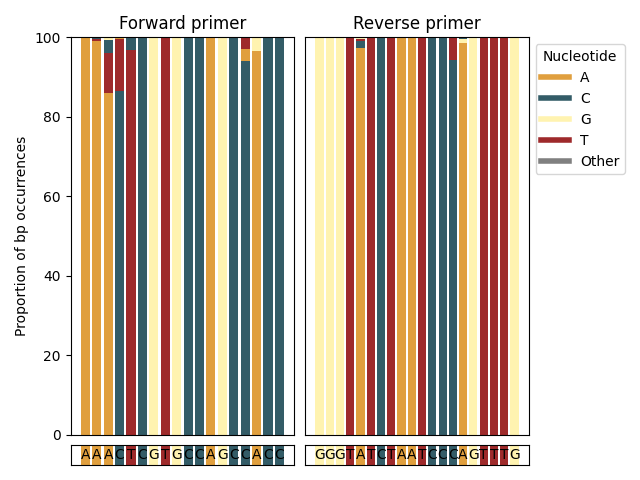 Forward primer
Reverse primer
Proportion of bp occurrences
100
80
60
40
20
0
AAACTCGTGCCAGCCACC
GGGTATCTAATCCCAGTTTG
Nucleotide
A
C
G
T
Other